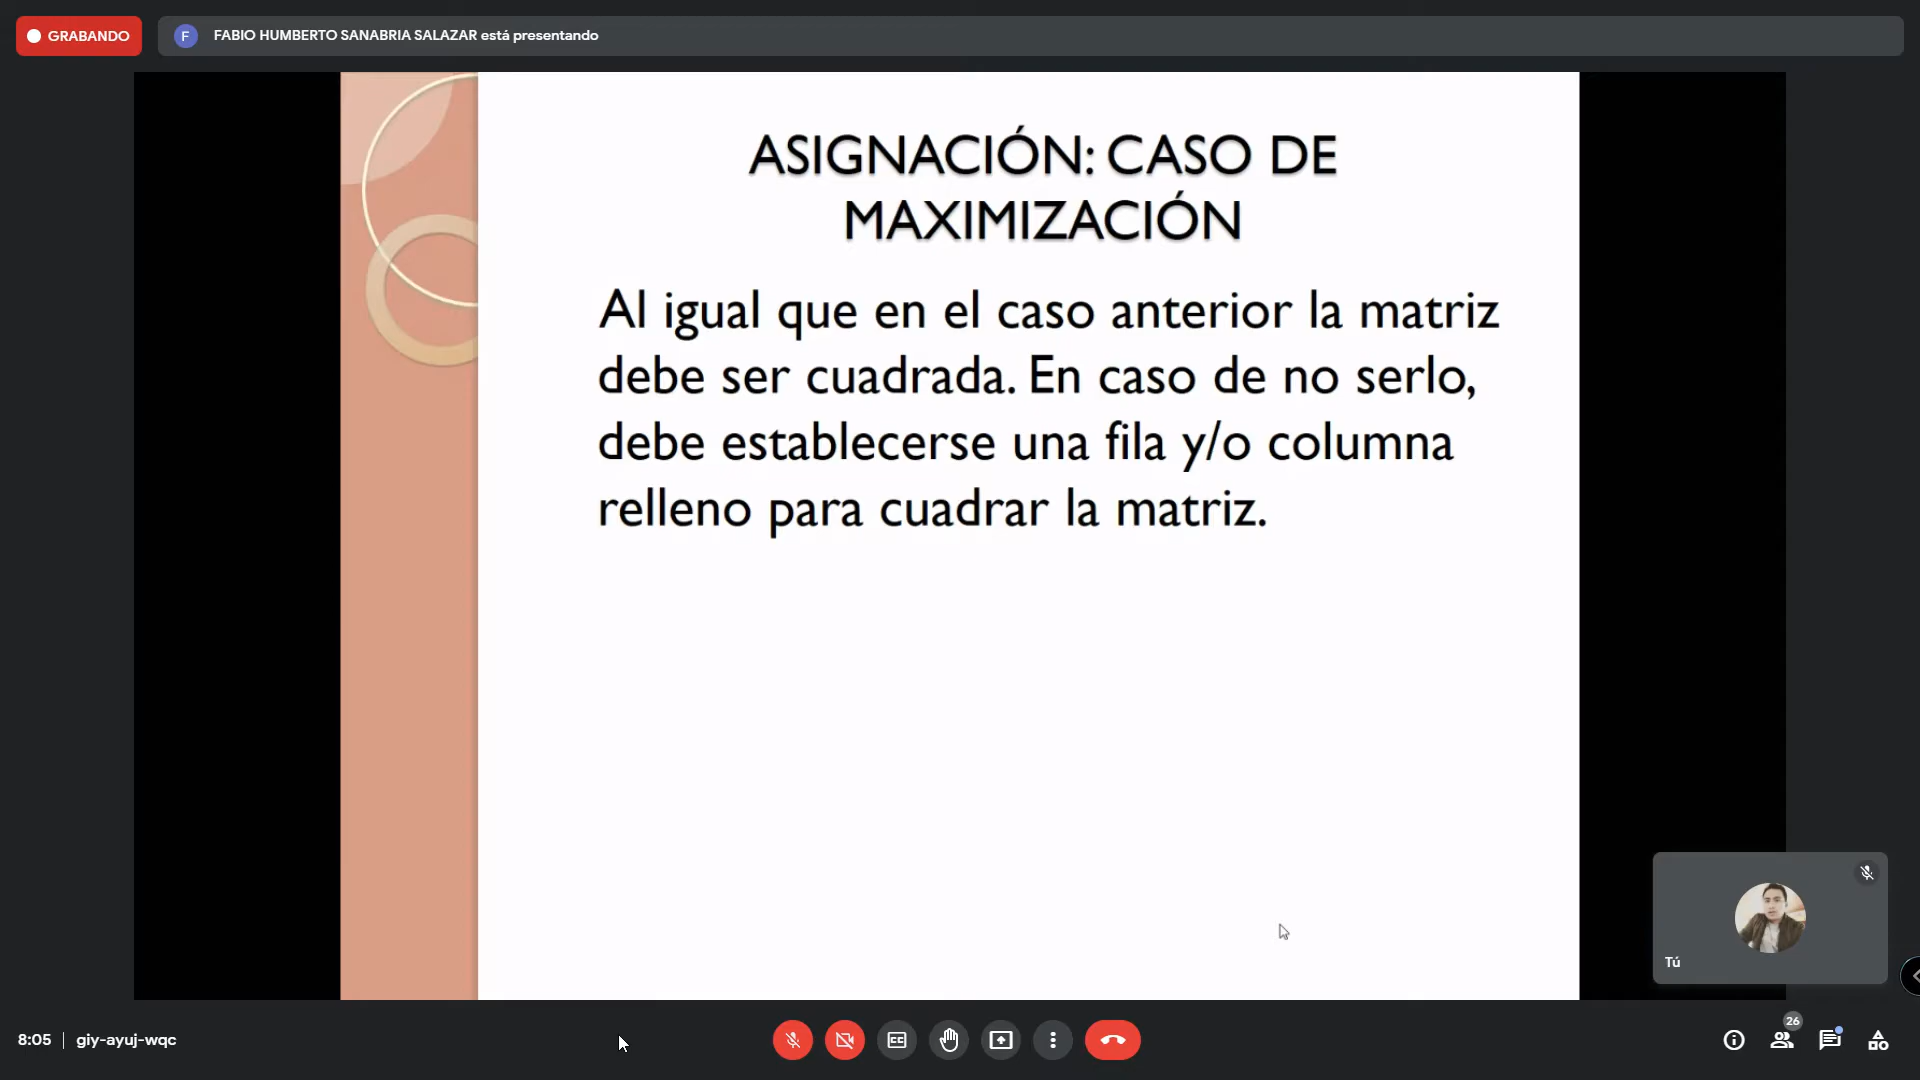 GRABANDO
F
FABIO HUMBERTO SANABRIA SALAZAR está presentando
ASIGNACIÓN: CASO DE
MAXIMIZACIÓN
Al igual que en el caso anterior la matriz
debe ser cuadrada. En caso de no serlo,
debe establecerse una fila y/o columna
relleno para cuadrar la matriz.
Tú
8:05 | giy-ayuj-wqc
26